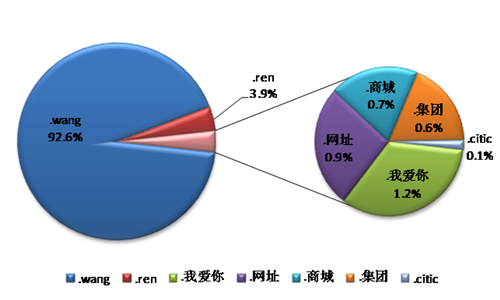 .wang
92.6%
.ren
3.9%
.商城
0.7%
.集团
0.6%
.citic
0.1%
.网址
0.9%
.我爱你
1.2%
.wang .ren .我爱你 .网址 .商城 .集团 .citic